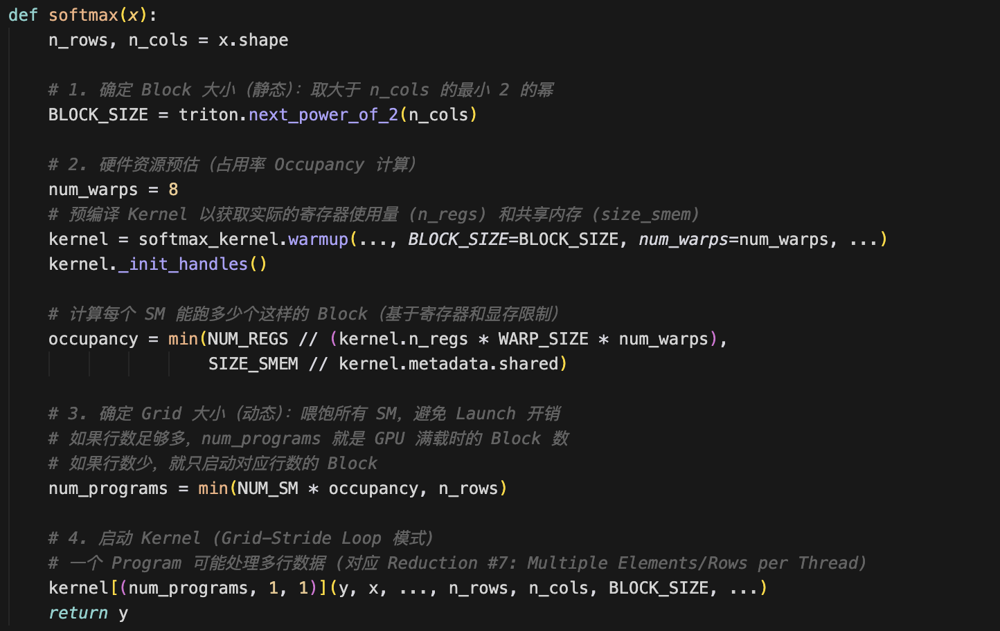 def softmax(x):
    n_rows, n_cols = x.shape

    # 1. 确定 Block 大小（静态）：取大于 n_cols 的最小 2 的幂
    BLOCK_SIZE = triton.next_power_of_2(n_cols)

    # 2. 硬件资源预估（占用率 Occupancy 计算）
    num_warps = 8
    # 预编译 Kernel 以获取实际的寄存器使用量 (n_regs) 和共享内存 (size_smem)
    kernel = softmax_kernel.warmup(..., BLOCK_SIZE=BLOCK_SIZE, num_warps=num_warps, ...)
    kernel._init_handles()

    # 计算每个 SM 能跑多少个这样的 Block（基于寄存器和显存限制）
    occupancy = min(NUM_REGS // (kernel.n_regs * WARP_SIZE * num_warps),
                    SIZE_SMEM // kernel.metadata.shared)

    # 3. 确定 Grid 大小（动态）：喂饱所有 SM，避免 Launch 开销
    # 如果行数足够多，num_programs 就是 GPU 满载时的 Block 数
    # 如果行数少，就只启动对应行数的 Block
    num_programs = min(NUM_SM * occupancy, n_rows)

    # 4. 启动 Kernel (Grid-Stride Loop 模式)
    # 一个 Program 可能处理多行数据 (对应 Reduction #7: Multiple Elements/Rows per Thread)
    kernel[(num_programs, 1, 1)](y, x, ..., n_rows, n_cols, BLOCK_SIZE, ...)
    return y